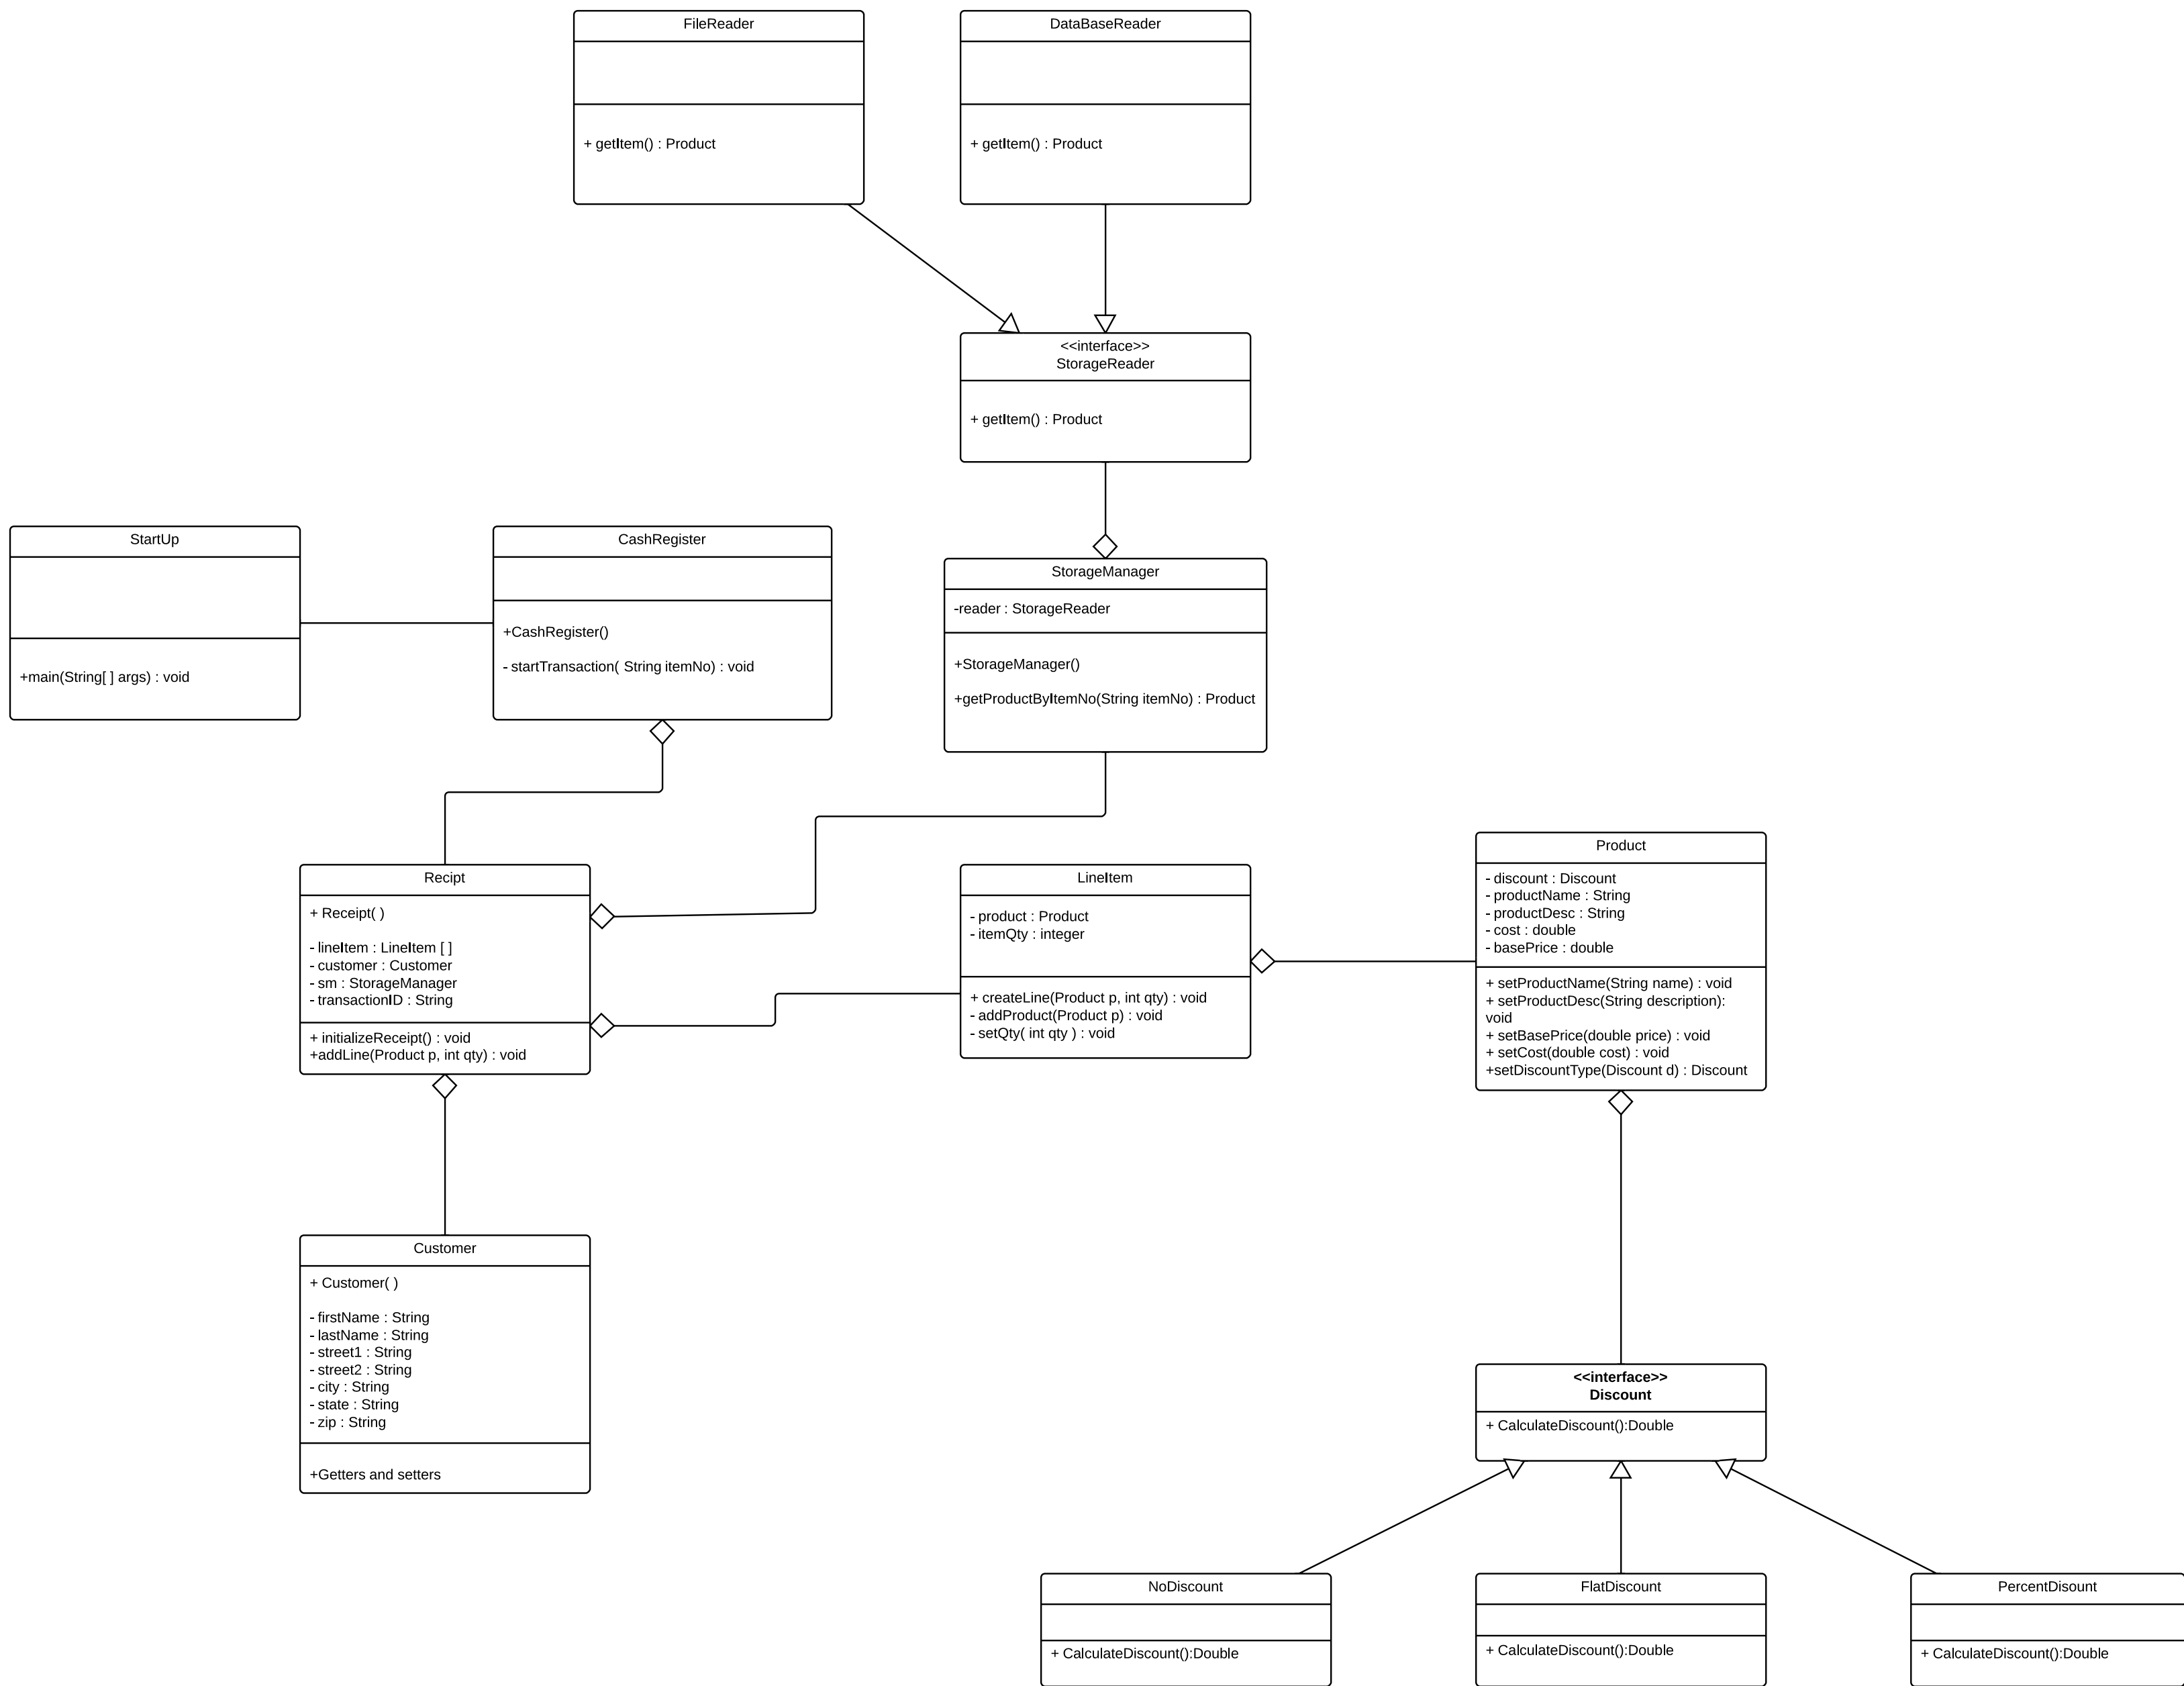 FileReader
+ getItem() : Product
DataBaseReader
+ getItem() : Product
<<interface>>
StorageReader
+ getItem() : Product
StartUp
+main(String[ ] args) : void
CashRegister
+CashRegister()
- startTransaction( String itemNo) : void
StorageManager
-reader : StorageReader
+StorageManager()
+getProductByItemNo(String itemNo) : Product
Recipt
+ Receipt( )
- lineItem : LineItem [ ]
- customer : Customer
- sm : StorageManager
- transactionID : String
+ initializeReceipt() : void
+addLine(Product p, int qty) : void
LineItem
- product : Product
- itemQty : integer
+ createLine(Product p, int qty) : void
- addProduct(Product p) : void
- setQty( int qty ) : void
Product
- discount : Discount
- productName : String
- productDesc : String
- cost : double
- basePrice : double
+ setProductName(String name) : void
+ setProductDesc(String description):
void
+ setBasePrice(double price) : void
+ setCost(double cost) : void
+setDiscountType(Discount d) : Discount
Customer
+ Customer( )
- firstName : String
- lastName : String
- street1 : String
- street2 : String
- city : String
- state : String
- zip : String
+Getters and setters
<<interface>>
Discount
+ CalculateDiscount():Double
NoDiscount
+ CalculateDiscount():Double
FlatDiscount
+ CalculateDiscount():Double
PercentDisount
+ CalculateDiscount():Double